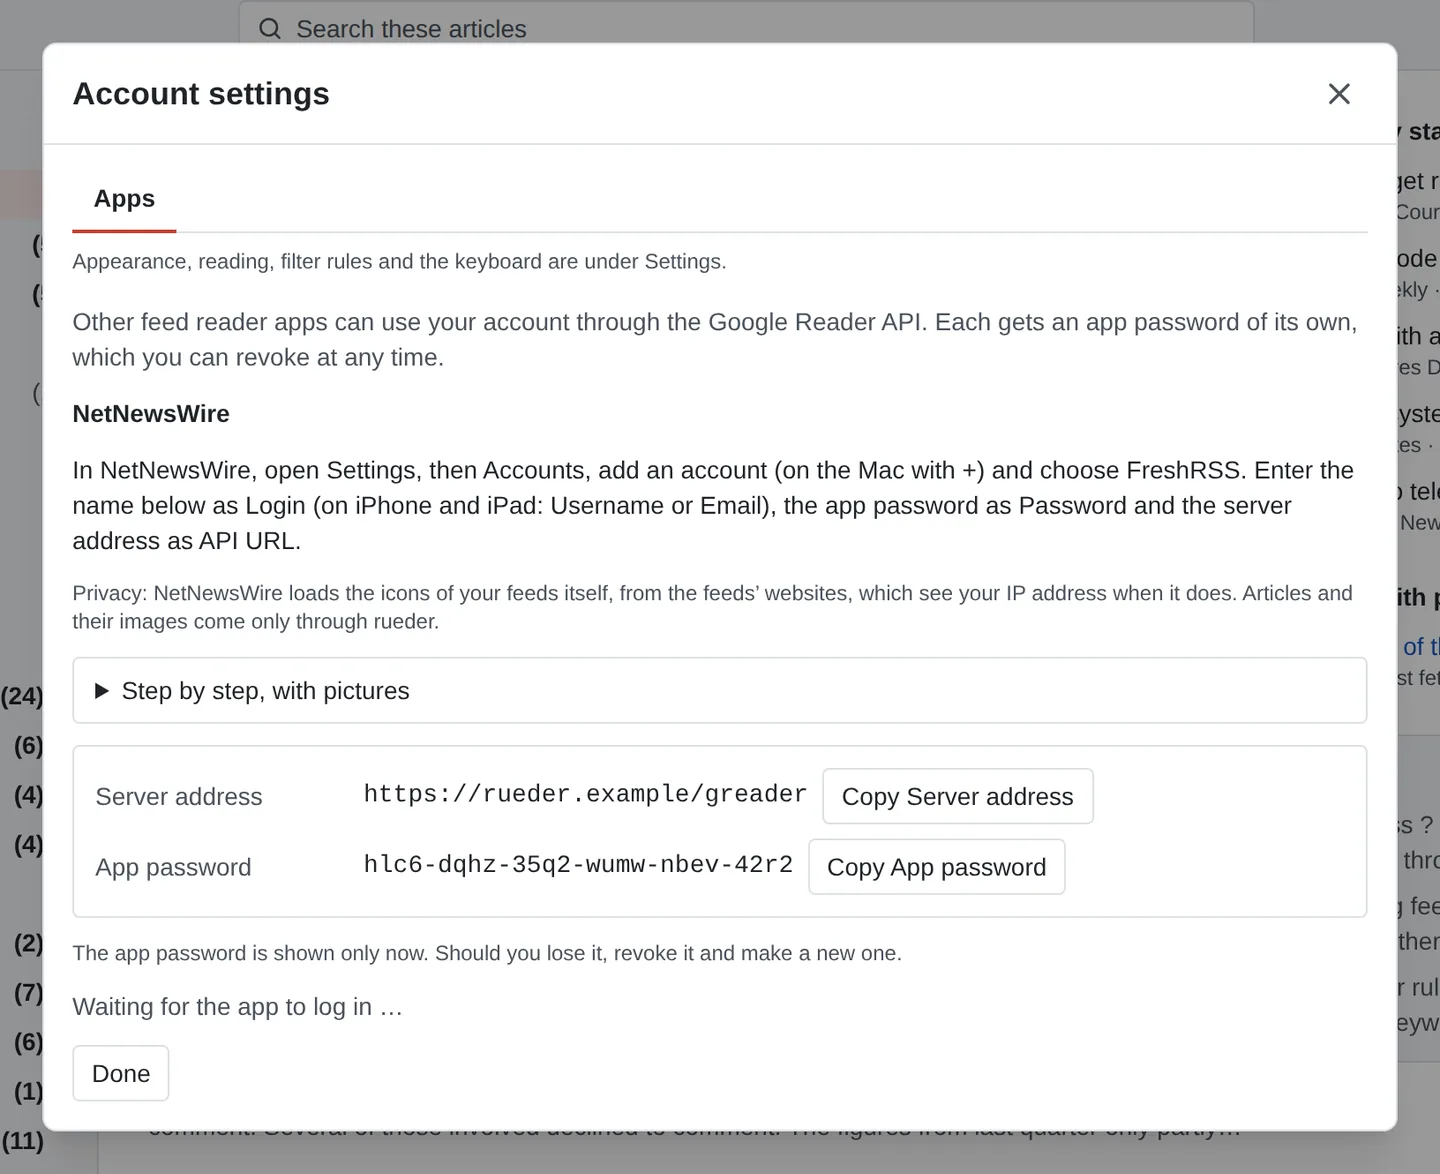 Search these articles
Account settings
Apps
Appearance, reading, filter rules and the keyboard are under Settings.
Other feed reader apps can use your account through the Google Reader API. Each gets an app password of its own,
which you can revoke at any time.
NetNewsWire
In NetNewsWire, open Settings, then Accounts, add an account (on the Mac with +) and choose FreshRSS. Enter the
name below as Login (on iPhone and iPad: Username or Email), the app password as Password and the server
address as API URL.
Privacy: NetNewsWire loads the icons of your feeds itself, from the feeds’ websites, which see your IP address when it does. Articles and
their images come only through rueder.
Step by step, with pictures
Server address https://rueder.example/greader Copy Server address
App password hlc6-dqhz-35q2-wumw-nbev-42r2 Copy App password
The app password is shown only now. Should you lose it, revoke it and make a new one.
Waiting for the app to log in …
Done
(24)
(6)
(4)
(4)
(2)
(7)
(6)
(1)
(11)
of